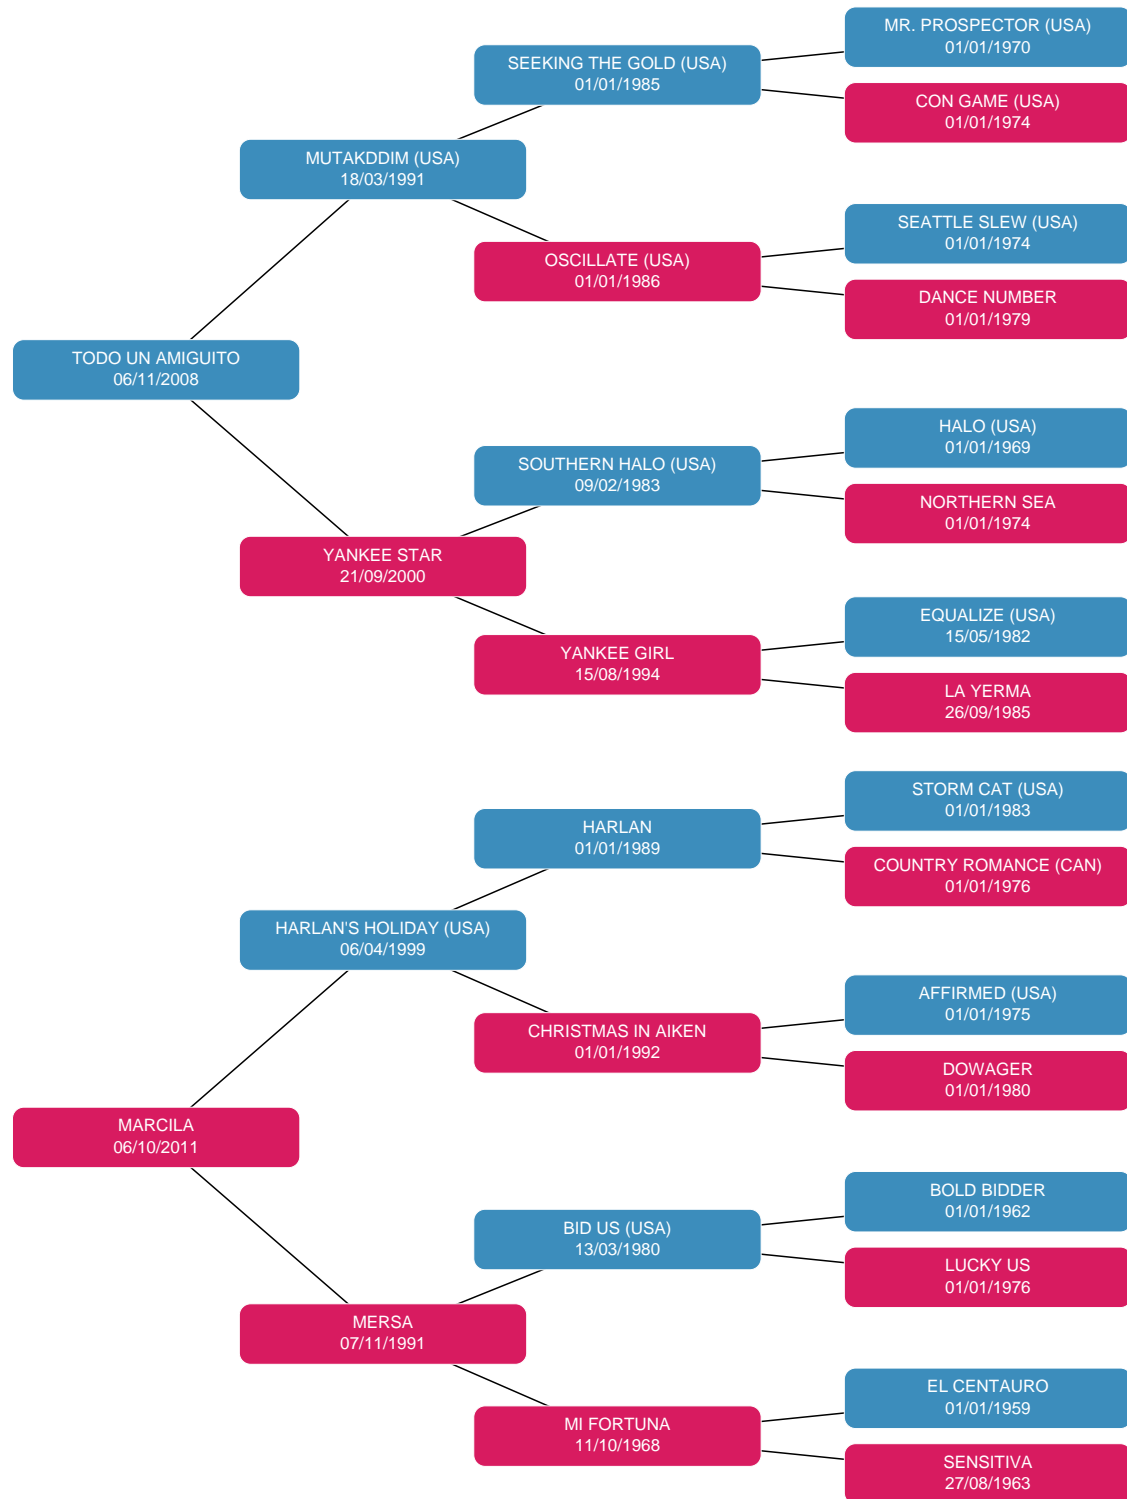 MR. PROSPECTOR (USA)
01/01/1970
SEEKING THE GOLD (USA)
01/01/1985
CON GAME (USA)
01/01/1974
MUTAKDDIM (USA)
18/03/1991
SEATTLE SLEW (USA)
01/01/1974
OSCILLATE (USA)
01/01/1986
DANCE NUMBER
01/01/1979
TODO UN AMIGUITO
06/11/2008
HALO (USA)
01/01/1969
SOUTHERN HALO (USA)
09/02/1983
NORTHERN SEA
01/01/1974
YANKEE STAR
21/09/2000
EQUALIZE (USA)
15/05/1982
YANKEE GIRL
15/08/1994
LA YERMA
26/09/1985
STORM CAT (USA)
01/01/1983
HARLAN
01/01/1989
COUNTRY ROMANCE (CAN)
01/01/1976
HARLAN'S HOLIDAY (USA)
06/04/1999
AFFIRMED (USA)
01/01/1975
CHRISTMAS IN AIKEN
01/01/1992
DOWAGER
01/01/1980
MARCILA
06/10/2011
BOLD BIDDER
01/01/1962
BID US (USA)
13/03/1980
LUCKY US
01/01/1976
MERSA
07/11/1991
EL CENTAURO
01/01/1959
MI FORTUNA
11/10/1968
SENSITIVA
27/08/1963